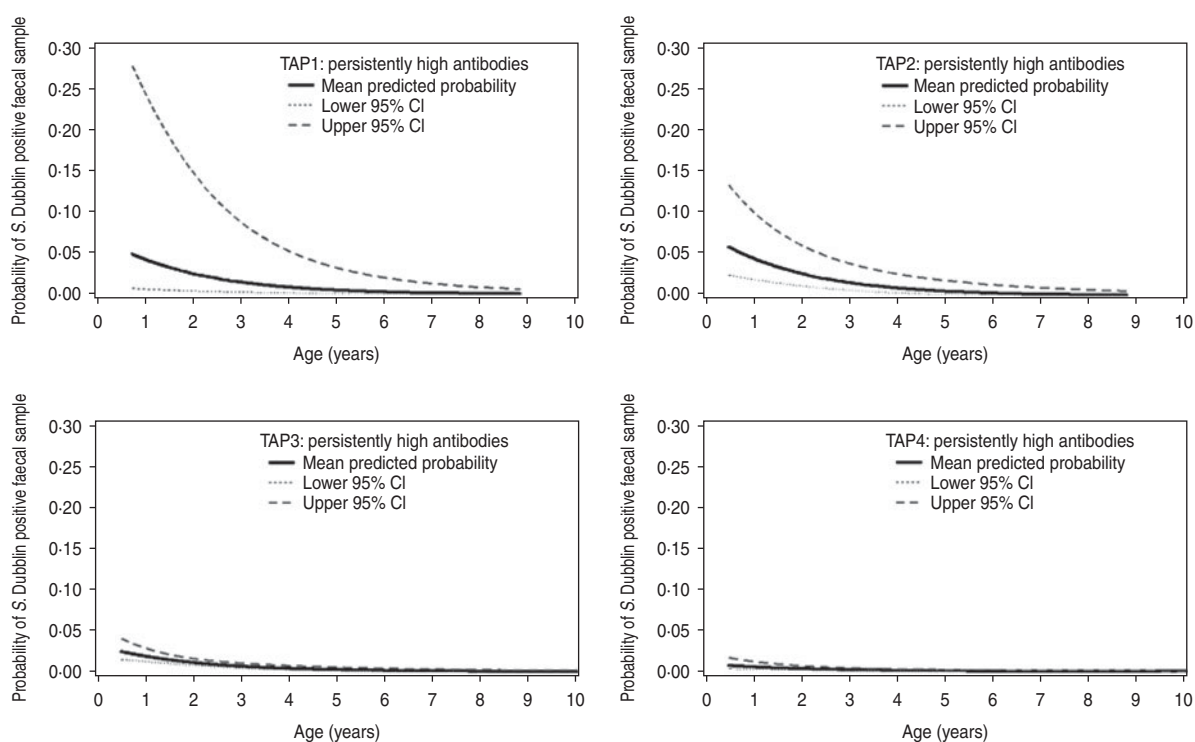 Probability of S. Dubblin positive faecal sample
0·30
0·25
0·20
0·15
0·10
0·05
0·00
TAP1: persistently high antibodies
Mean predicted probability
Lower 95% CI
Upper 95% CI
0 1 2 3 4 5 6 7 8 9 10
Age (years)
Probability of S. Dubblin positive faecal sample
0·30
0·25
0·20
0·15
0·10
0·05
0·00
TAP2: persistently high antibodies
Mean predicted probability
Lower 95% CI
Upper 95% CI
0 1 2 3 4 5 6 7 8 9 10
Age (years)
Probability of S. Dubblin positive faecal sample
0·30
0·25
0·20
0·15
0·10
0·05
0·00
TAP3: persistently high antibodies
Mean predicted probability
Lower 95% CI
Upper 95% CI
0 1 2 3 4 5 6 7 8 9 10
Age (years)
Probability of S. Dubblin positive faecal sample
0·30
0·25
0·20
0·15
0·10
0·05
0·00
TAP4: persistently high antibodies
Mean predicted probability
Lower 95% CI
Upper 95% CI
0 1 2 3 4 5 6 7 8 9 10
Age (years)